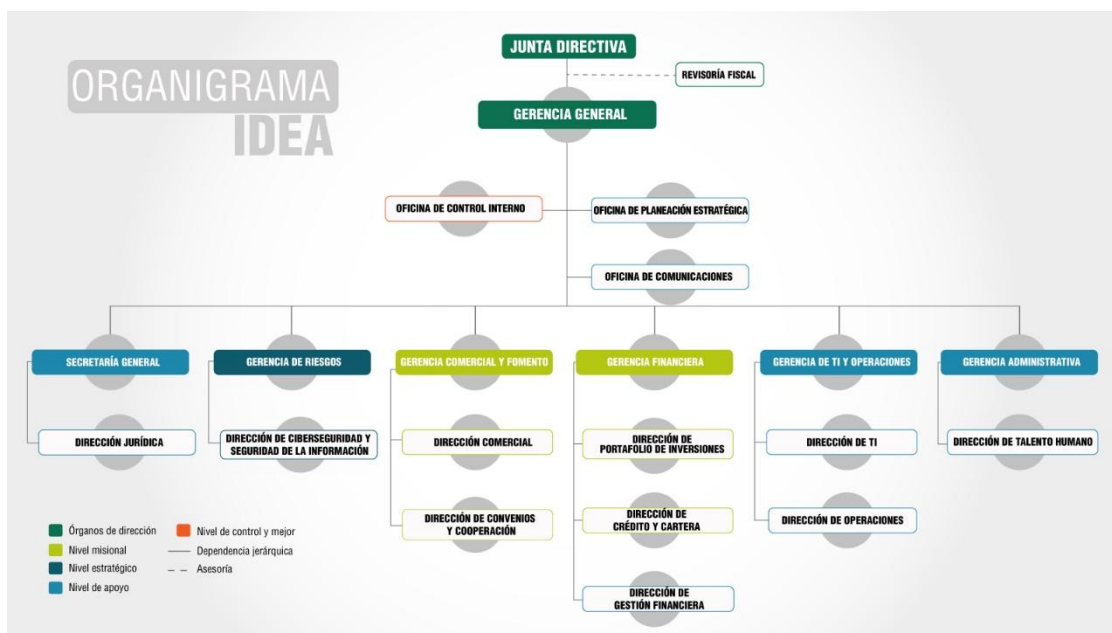 JUNTA DIRECTIVA
REVISORÍA FISCAL
ORGANIGRAMA
IDEA
GERENCIA GENERAL
OFICINA DE CONTROL INTERNO
OFICINA DE PLANEACIÓN ESTRATÉGICA
OFICINA DE COMUNICACIONES
SECRETARÍA GENERAL
GERENCIA DE RIESGOS
GERENCIA COMERCIAL Y FOMENTO
GERENCIA FINANCIERA
GERENCIA DE TI Y OPERACIONES
GERENCIA ADMINISTRATIVA
DIRECCIÓN JURÍDICA
DIRECCIÓN DE CIBERSEGURIDAD Y
SEGURIDAD DE LA INFORMACIÓN
DIRECCIÓN COMERCIAL
DIRECCIÓN DE
PORTAFOLIO DE INVERSIONES
DIRECCIÓN DE TI
DIRECCIÓN DE TALENTO HUMANO
DIRECCIÓN DE CONVENIOS
Y COOPERACIÓN
DIRECCIÓN DE
CRÉDITO Y CARTERA
DIRECCIÓN DE OPERACIONES
DIRECCIÓN DE
GESTIÓN FINANCIERA
Órganos de dirección
Nivel misional
Nivel estratégico
Nivel de apoyo
Nivel de control y mejor
Dependencia jerárquica
Asesoría